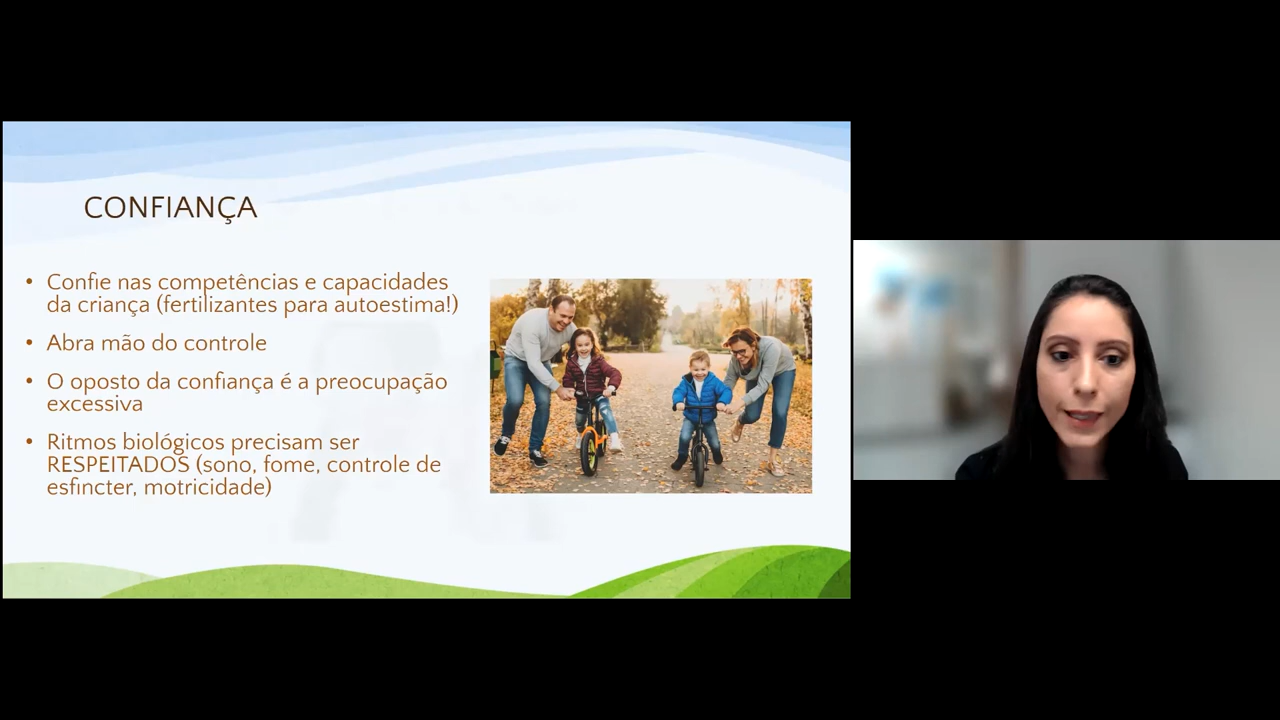 CONFIANÇA
• Confie nas competências e capacidades
da criança (fertilizantes para autoestima!)
• Abra mão do controle
• O oposto da confiança é a preocupação
excessiva
• Ritmos biológicos precisam ser
RESPEITADOS (sono, fome, controle de
esfíncter, motricidade)